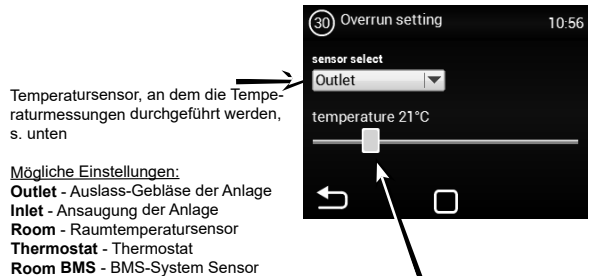 Temperatursensor, an dem die Tempe-
raturmessungen durchgeführt werden,
s. unten
Mögliche Einstellungen:
Outlet - Auslass-Gebläse der Anlage
Inlet - Ansaugung der Anlage
Room - Raumtemperatursensor
Thermostat - Thermostat
Room BMS - BMS-System Sensor
30 Overrun setting 10:56
sensor select
Outlet
temperature 21°C